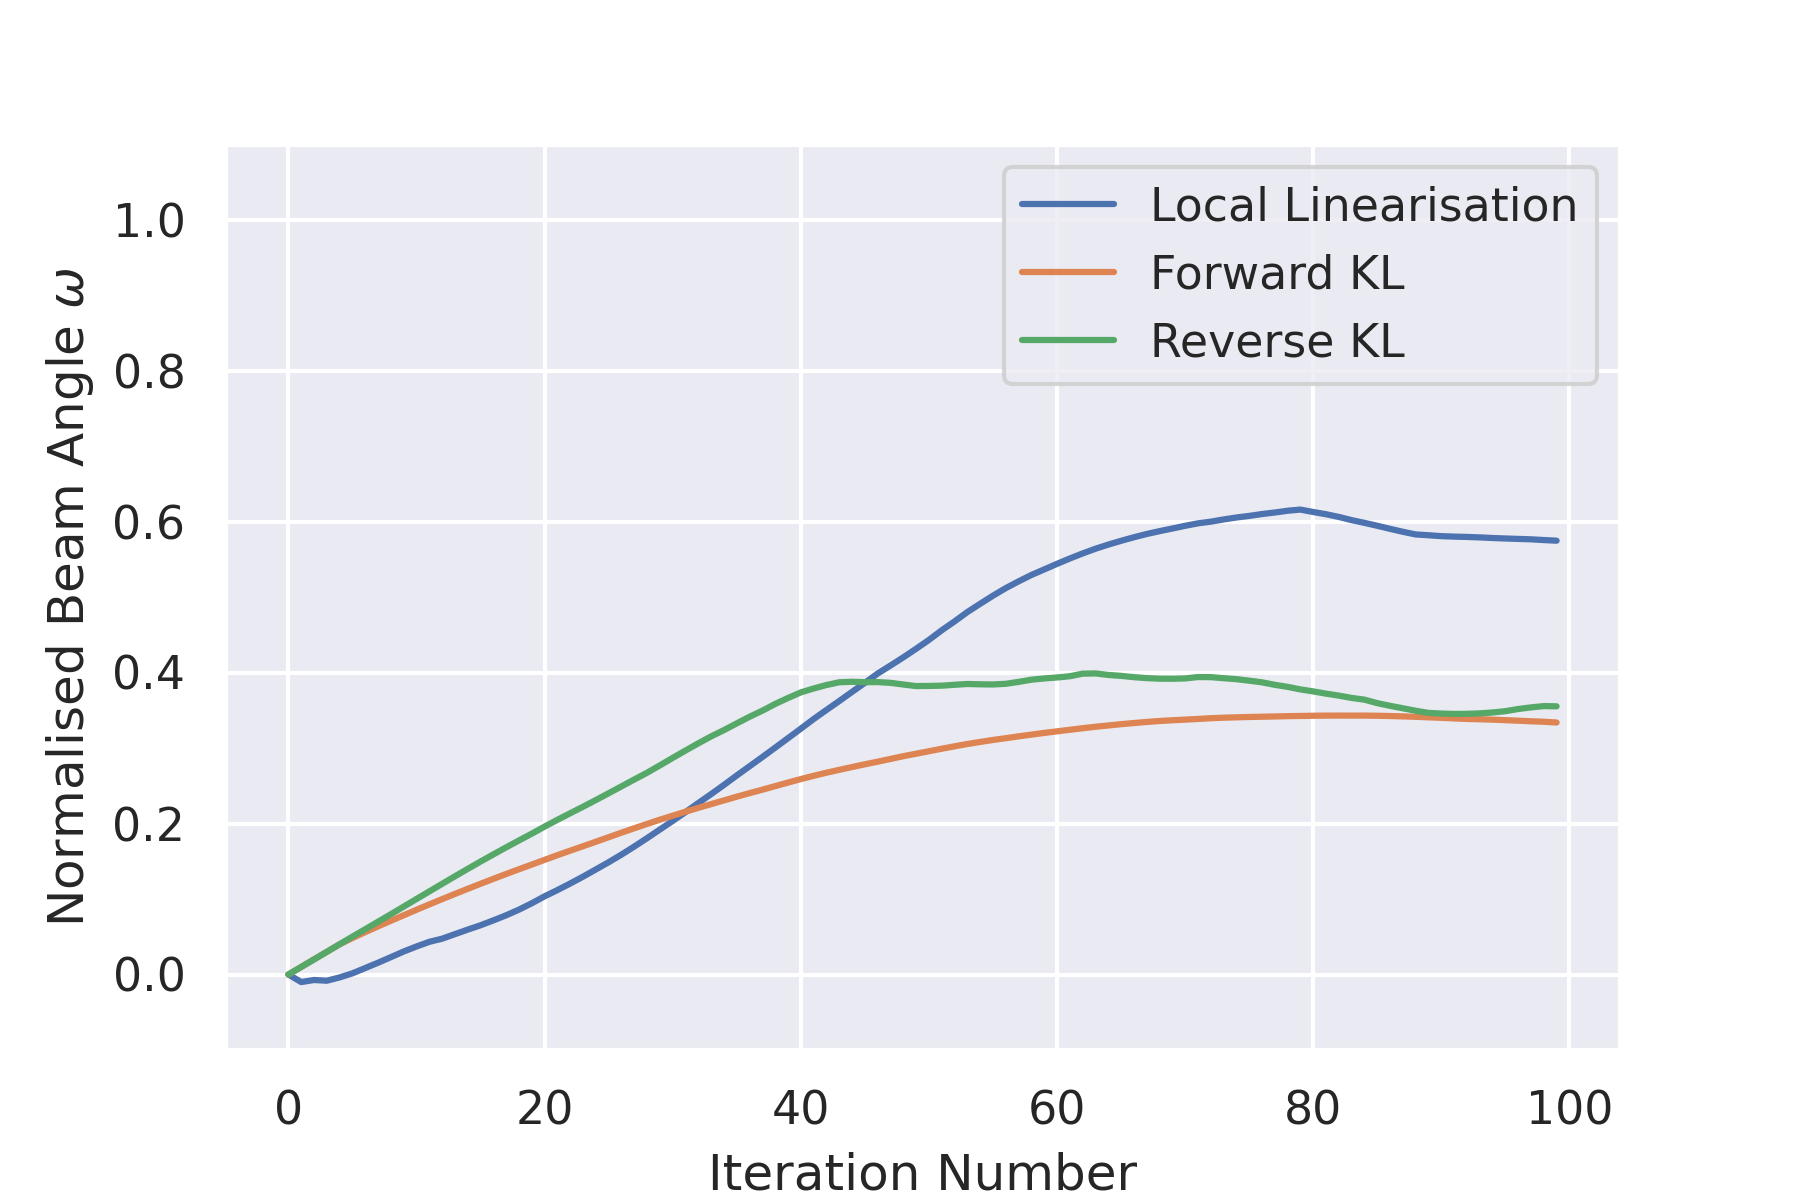 Local Linearisation
Forward KL
Reverse KL
Normalised Beam Angle ω
1.0
0.8
0.6
0.4
0.2
0.0
0 20 40 60 80 100
Iteration Number